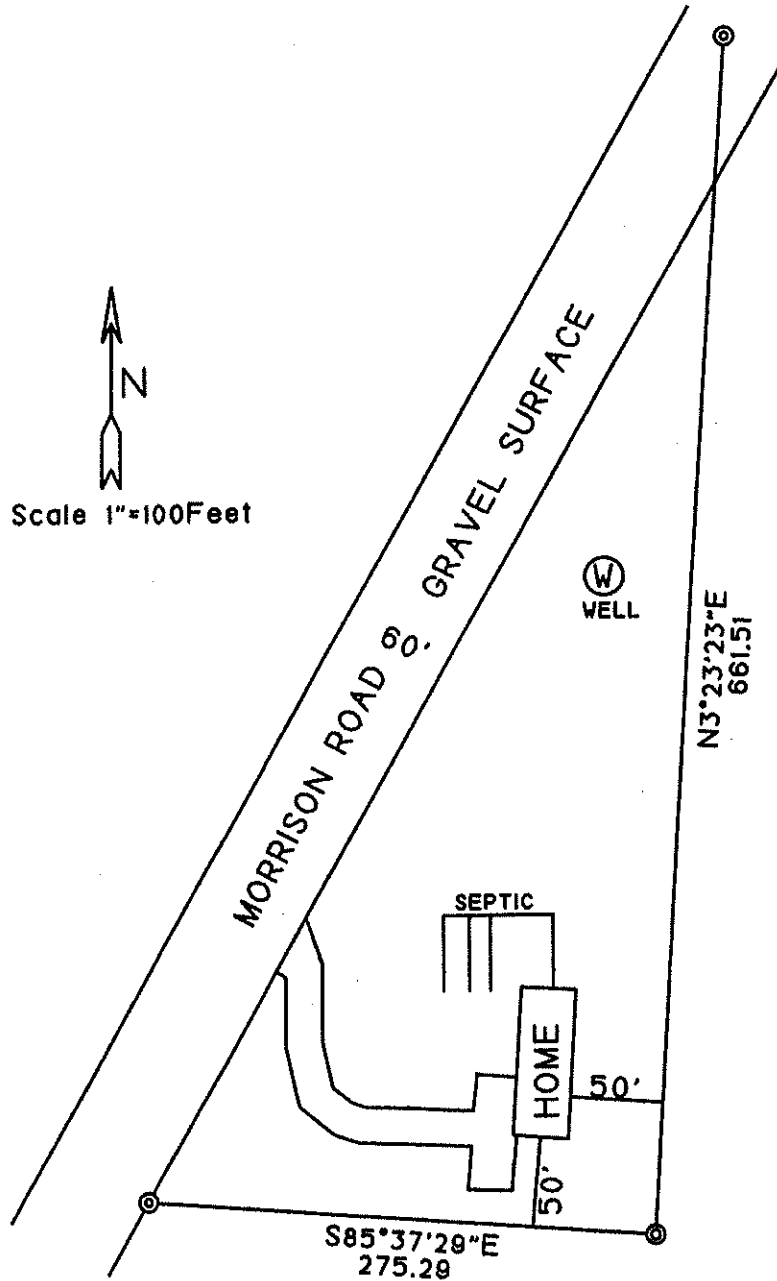 N
Scale 1"=100Feet
MORRISON ROAD 60' GRAVEL SURFACE
W
WELL
N3°23'23"E
661.51
SEPTIC
HOME
50'
50'
S85°37'29"E
275.29